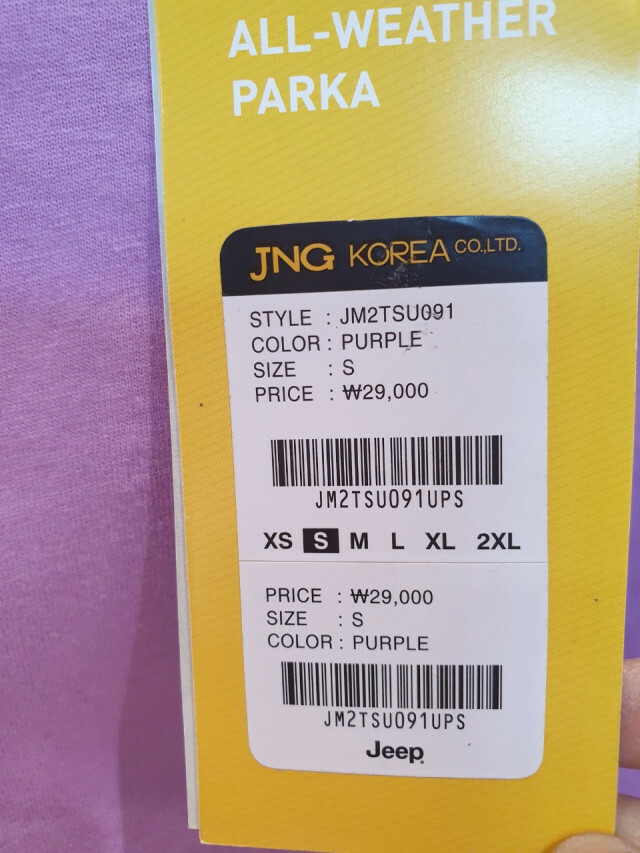 ALL-WEATHER
PARKA
JNG KOREA CO.,LTD.
STYLE : JM2TSU091
COLOR : PURPLE
SIZE : S
PRICE : ₩29,000
JM2TSU091UPS
XS S M L XL 2XL
PRICE : ₩29,000
SIZE : S
COLOR : PURPLE
JM2TSU091UPS
Jeep